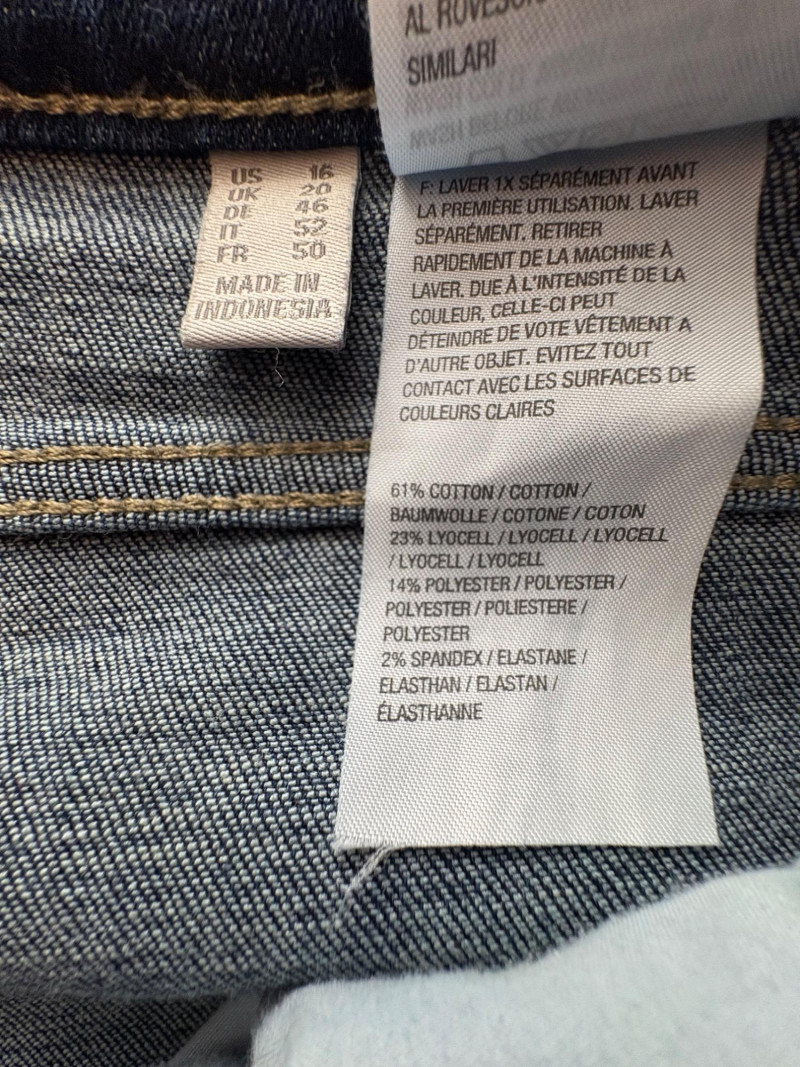 AL ROVESCIO
SIMILARI
US 16
UK 20
DE 46
IT 52
FR 50
MADE IN
INDONESIA
F: LAVER 1X SÉPARÉMENT AVANT
LA PREMIÈRE UTILISATION. LAVER
SÉPARÉMENT. RETIRER
RAPIDEMENT DE LA MACHINE À
LAVER. DUE À L'INTENSITÉ DE LA
COULEUR, CELLE-CI PEUT
DÉTEINDRE DE VOTE VÊTEMENT A
D'AUTRE OBJET. EVITEZ TOUT
CONTACT AVEC LES SURFACES DE
COULEURS CLAIRES
61% COTTON / COTTON /
BAUMWOLLE / COTONE / COTON
23% LYOCELL / LYOCELL / LYOCELL
/ LYOCELL / LYOCELL
14% POLYESTER / POLYESTER /
POLYESTER / POLIESTERE /
POLYESTER
2% SPANDEX / ELASTANE /
ELASTHAN / ELASTAN /
ÉLASTHANNE